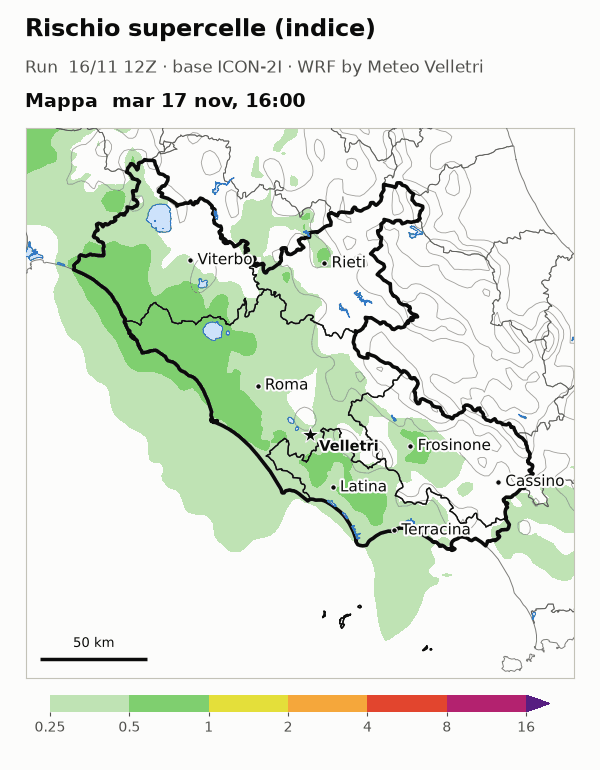 Rischio supercelle (indice)
Run  16/11 12Z · base ICON-2I · WRF by Meteo Velletri
Mappa  mar 17 nov, 16:00
Viterbo
Rieti
Roma
Velletri
Frosinone
Latina
Cassino
Terracina
50 km
0.25 0.5 1 2 4 8 16